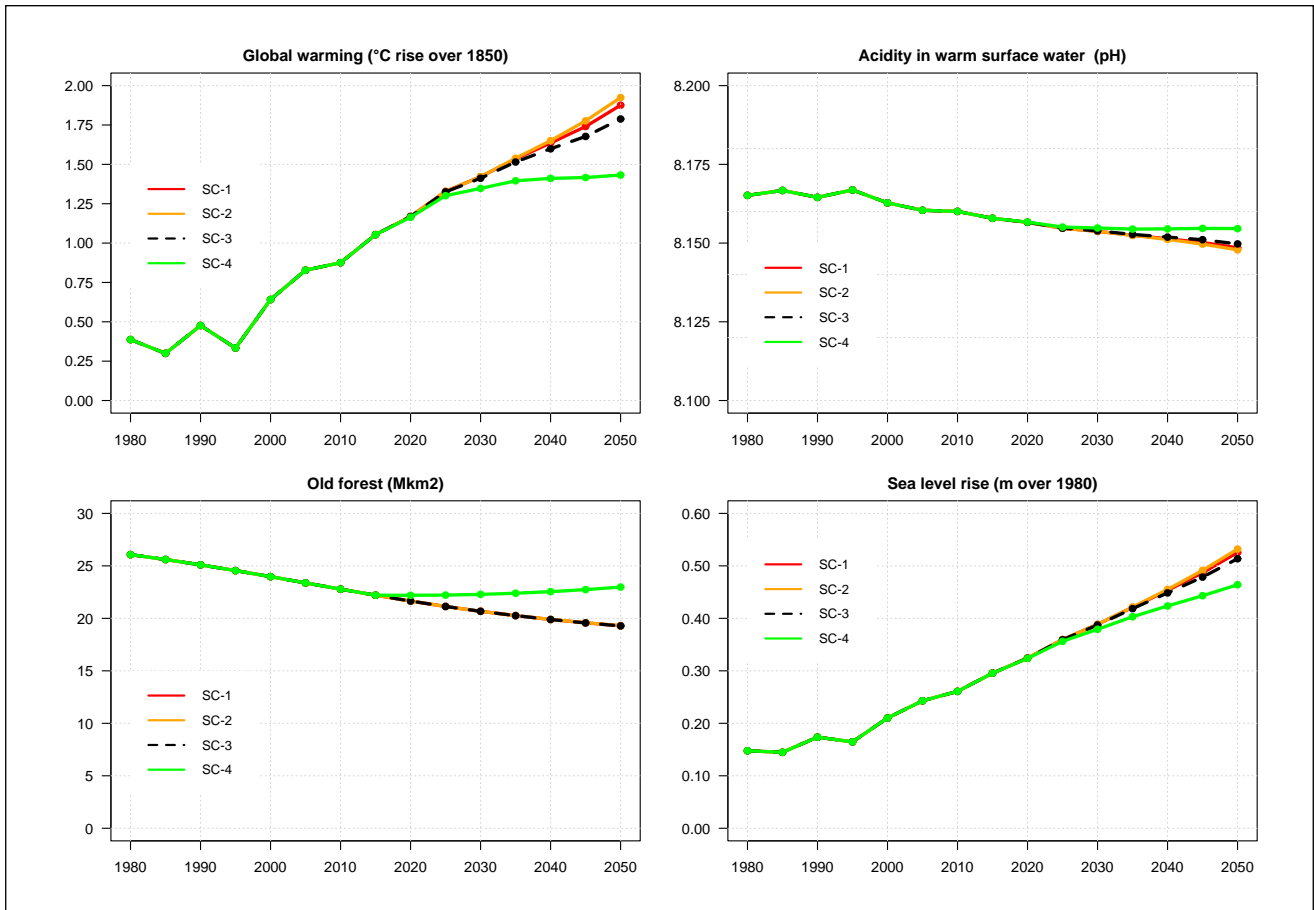 Global warming (°C rise over 1850)
2.00
1.75
1.50
1.25
1.00
0.75
0.50
0.25
0.00
SC-1
SC-2
SC-3
SC-4
1980 1990 2000 2010 2020 2030 2040 2050
Acidity in warm surface water (pH)
8.200
8.175
8.150
8.125
8.100
SC-1
SC-2
SC-3
SC-4
1980 1990 2000 2010 2020 2030 2040 2050
Old forest (Mkm2)
30
25
20
15
10
5
0
SC-1
SC-2
SC-3
SC-4
1980 1990 2000 2010 2020 2030 2040 2050
Sea level rise (m over 1980)
0.60
0.50
0.40
0.30
0.20
0.10
0.00
SC-1
SC-2
SC-3
SC-4
1980 1990 2000 2010 2020 2030 2040 2050